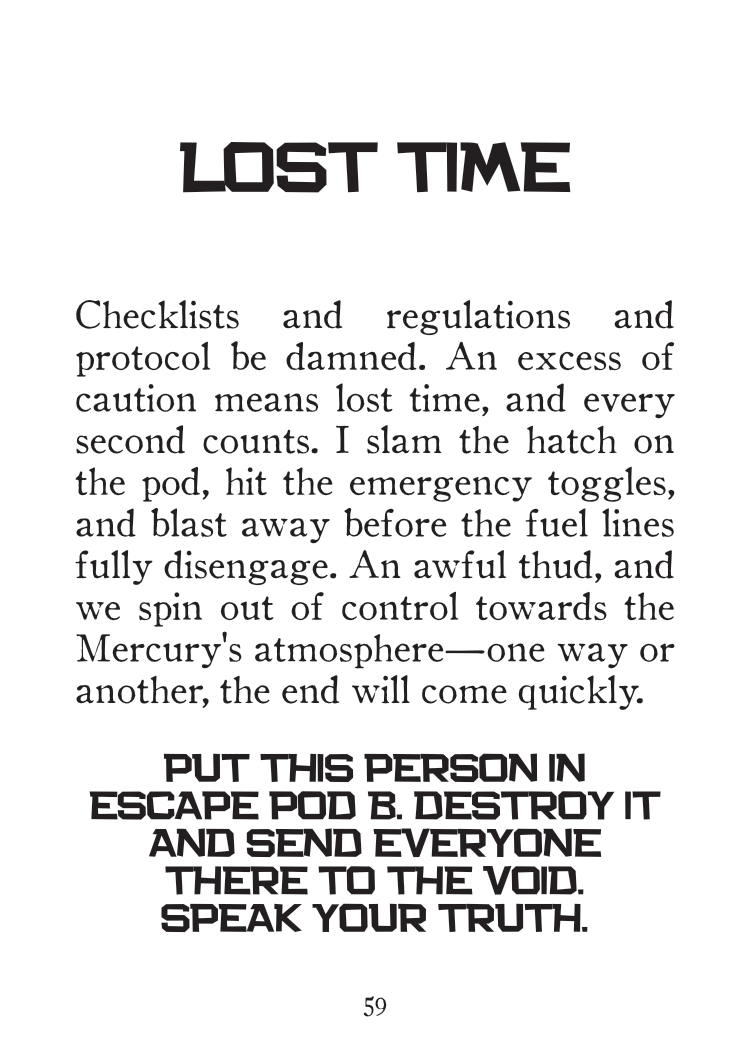 LOST TIME
Checklists and regulations and
protocol be damned. An excess of
caution means lost time, and every
second counts. I slam the hatch on
the pod, hit the emergency toggles,
and blast away before the fuel lines
fully disengage. An awful thud, and
we spin out of control towards the
Mercury's atmosphere—one way or
another, the end will come quickly.
PUT THIS PERSON IN
ESCAPE POD B. DESTROY IT
AND SEND EVERYONE
THERE TO THE VOID.
SPEAK YOUR TRUTH.
59